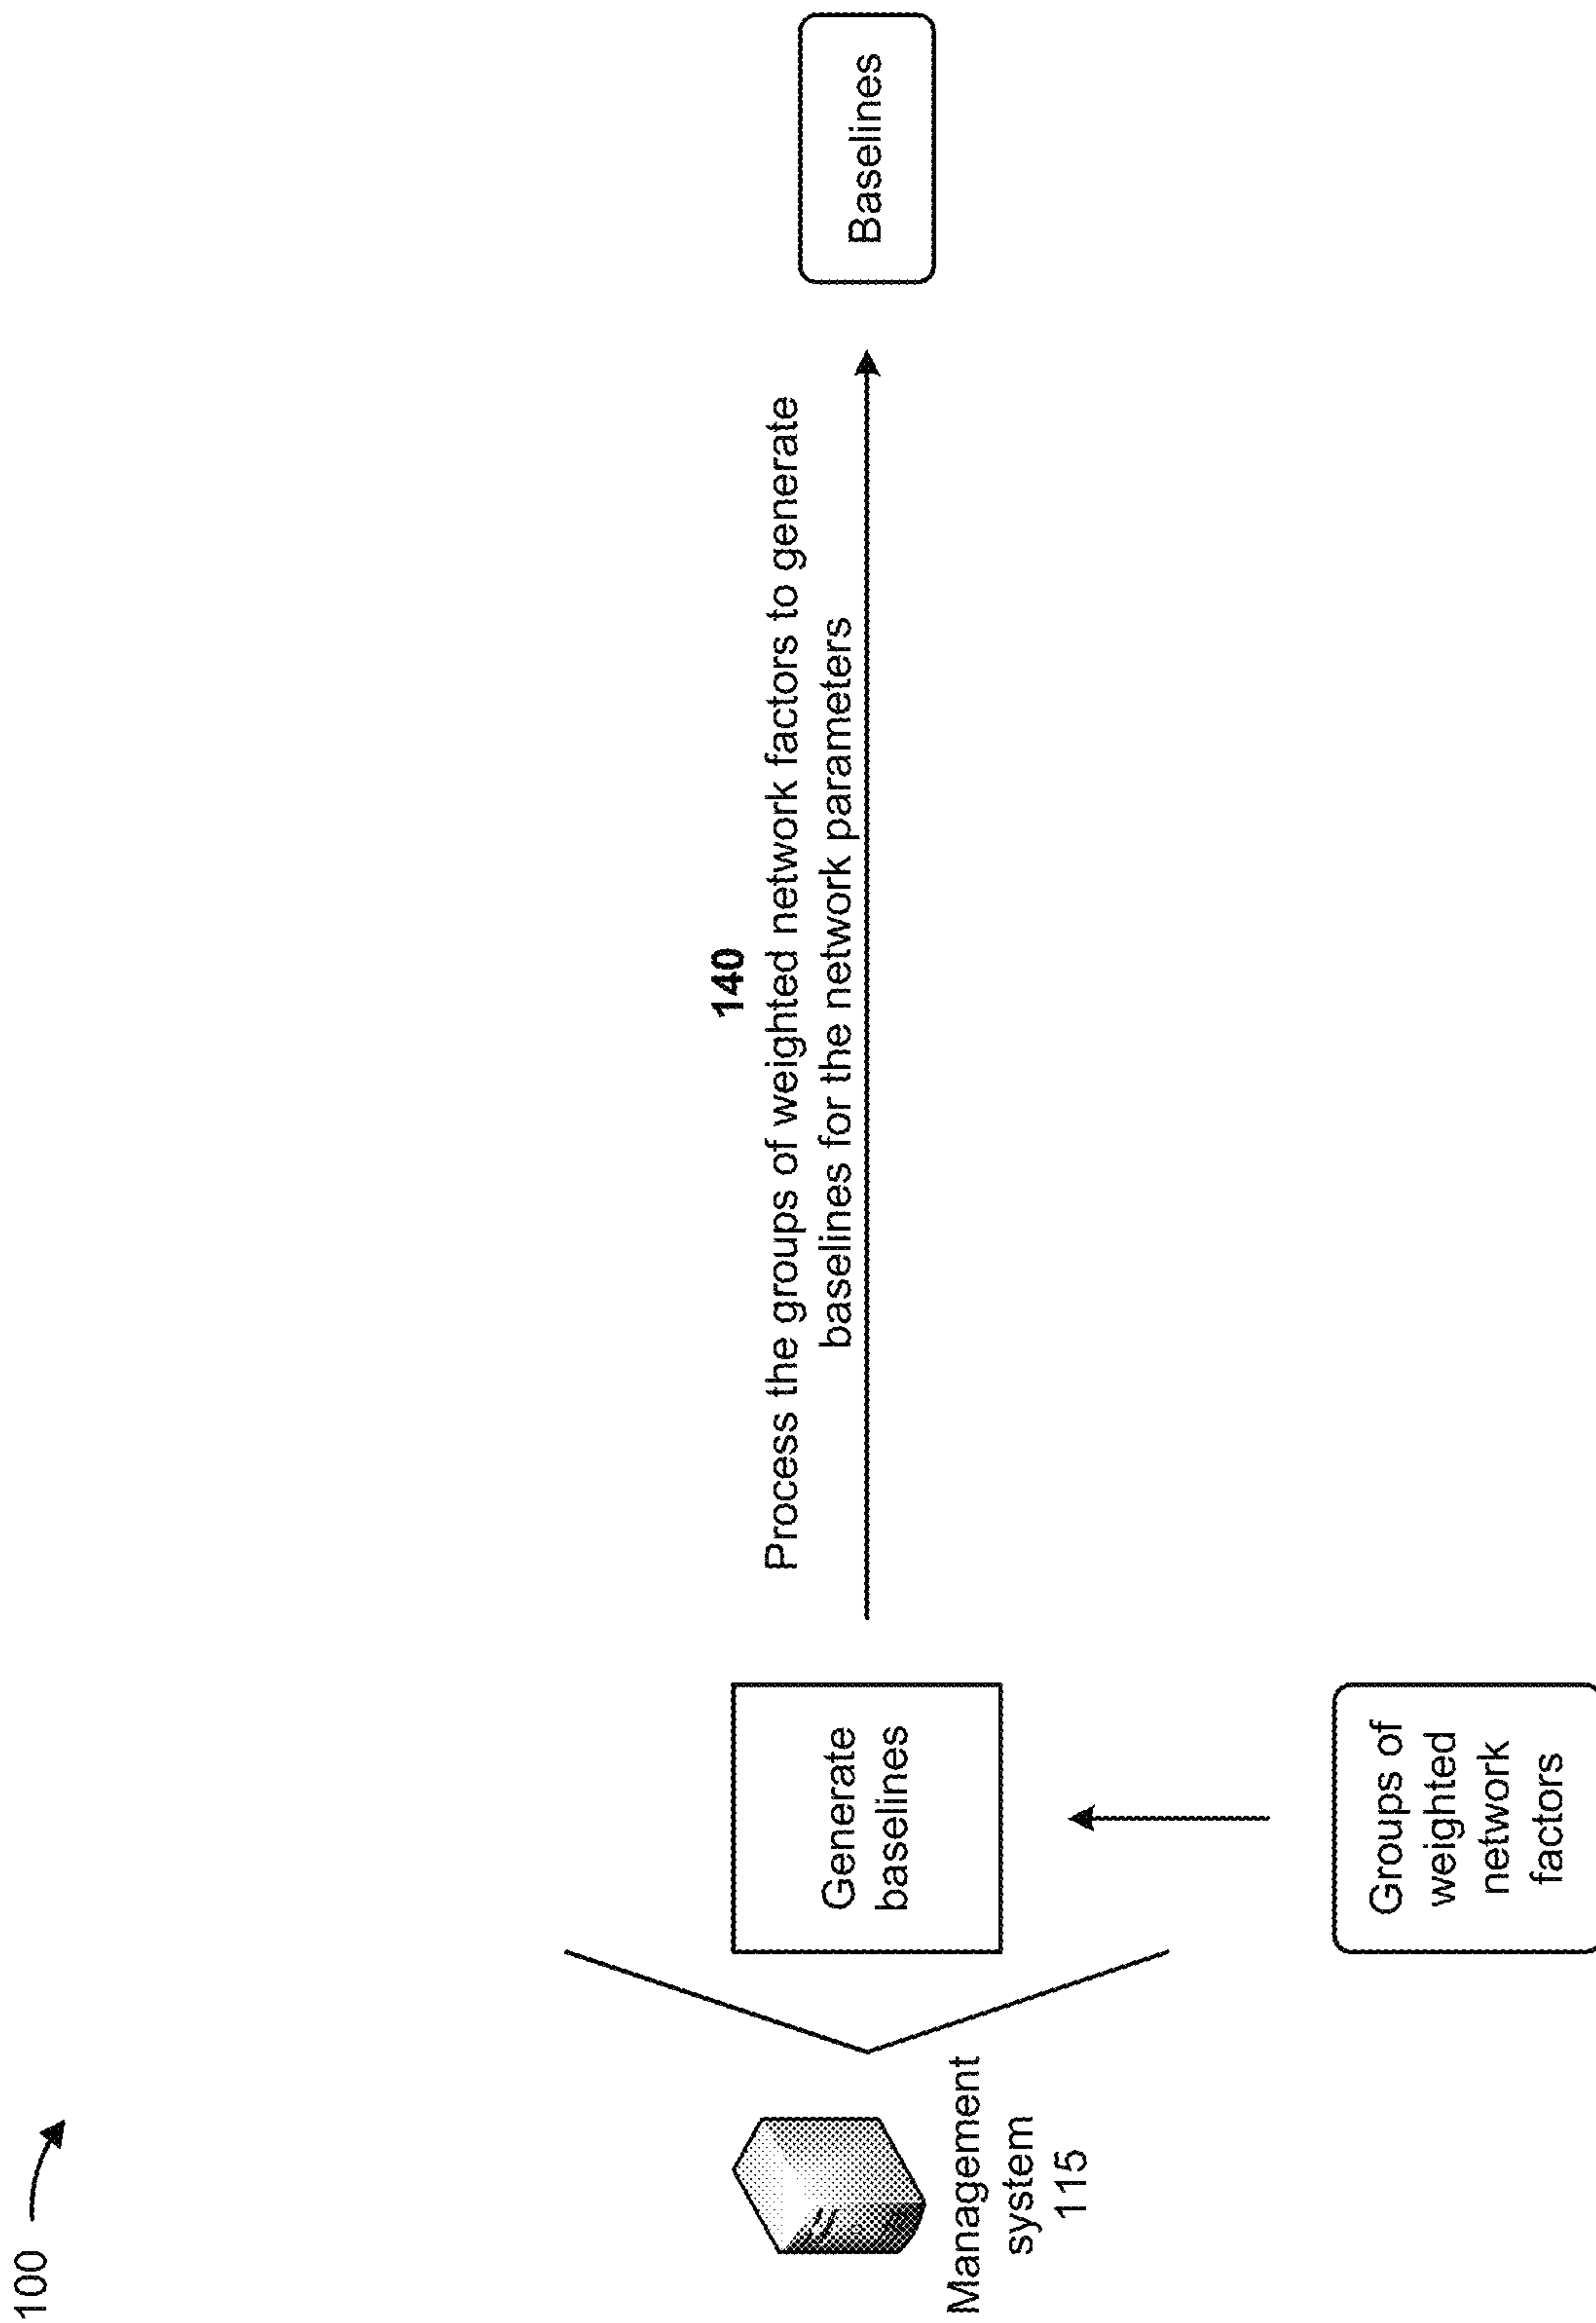 100
140
Process the groups of weighted network factors to generate
baselines for the network parameters
Management
system
115
Generate
baselines
Baselines
Groups of
weighted
network
factors